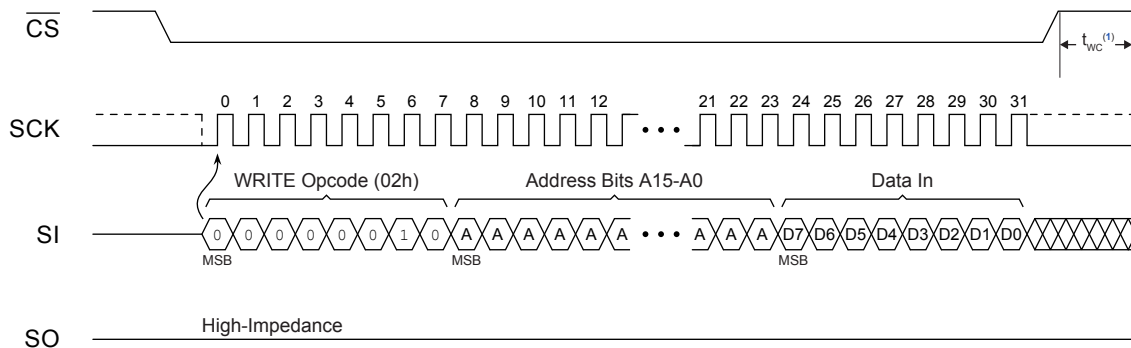 CS
t_WC(1)
0 1 2 3 4 5 6 7 8 9 10 11 12 21 22 23 24 25 26 27 28 29 30 31
SCK
WRITE Opcode (02h) Address Bits A15-A0 Data In
SI 0 0 0 0 0 0 1 0 A A A A A A • • • A A A D7 D6 D5 D4 D3 D2 D1 D0
MSB MSB MSB
High-Impedance
SO